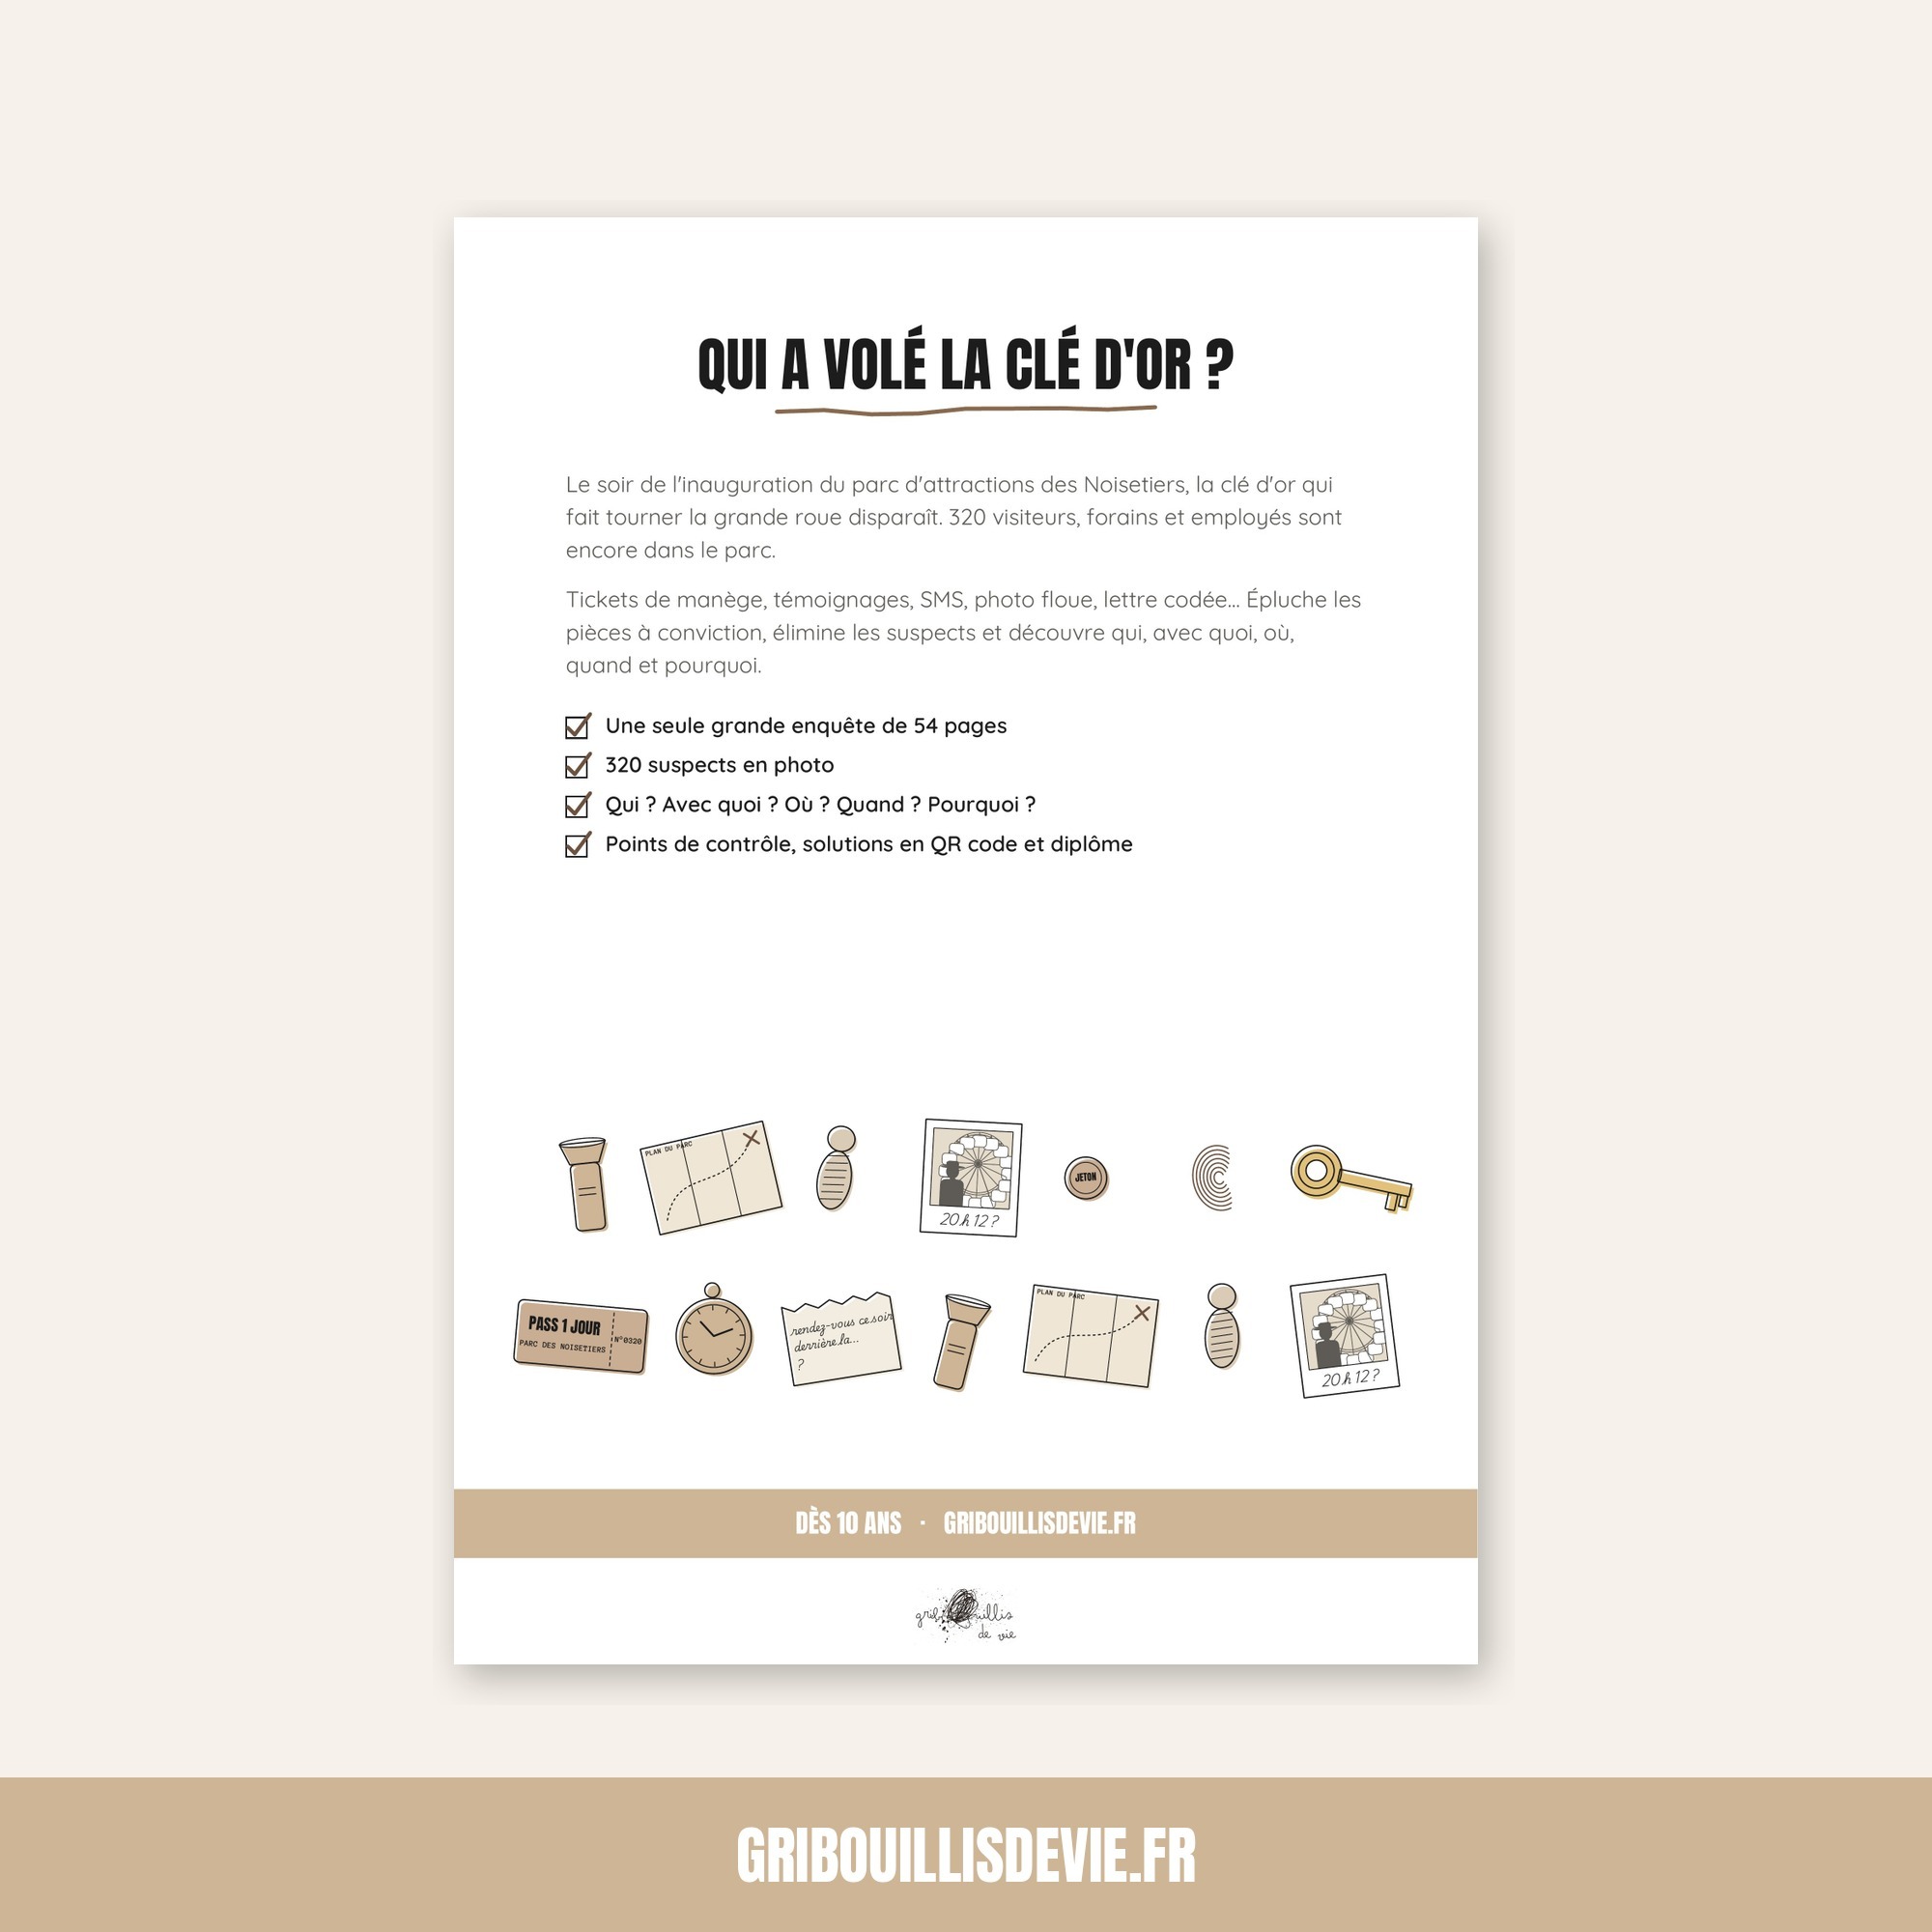 QUI A VOLÉ LA CLÉ D'OR ?
Le soir de l'inauguration du parc d'attractions des Noisetiers, la clé d'or qui
fait tourner la grande roue disparaît. 320 visiteurs, forains et employés sont
encore dans le parc.
Tickets de manège, témoignages, SMS, photo floue, lettre codée... Épluche les
pièces à conviction, élimine les suspects et découvre qui, avec quoi, où,
quand et pourquoi.
Une seule grande enquête de 54 pages
320 suspects en photo
Qui ? Avec quoi ? Où ? Quand ? Pourquoi ?
Points de contrôle, solutions en QR code et diplôme
PLAN DU PARC
20h12?
JETON
PASS 1 JOUR
PARC DES NOISETIERS
N°0320
rendez-vous ce soir
derrière la...
?
PLAN DU PARC
20h12?
DÈS 10 ANS · GRIBOUILLISDEVIE.FR
gribouillis
de vie
GRIBOUILLISDEVIE.FR